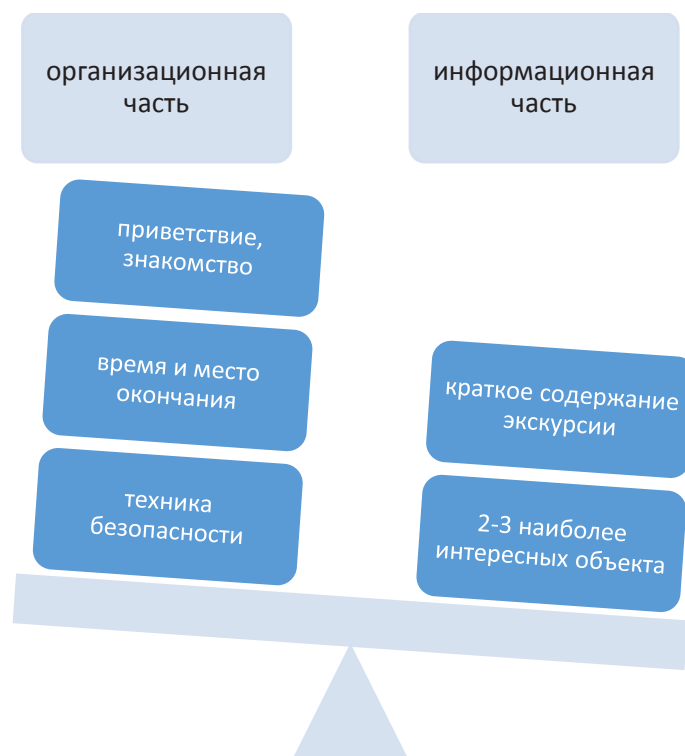 организационная
часть
информационная
часть
приветствие,
знакомство
время и место
окончания
техника
безопасности
краткое содержание
экскурсии
2-3 наиболее
интересных объекта